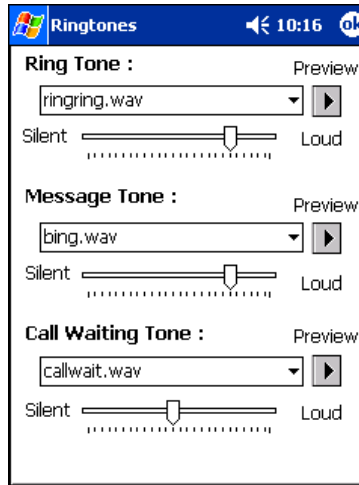 Ringtones 10:16 ok
Ring Tone :
Preview
ringring.wav
Silent Loud
Message Tone :
Preview
bing.wav
Silent Loud
Call Waiting Tone :
Preview
callwait.wav
Silent Loud